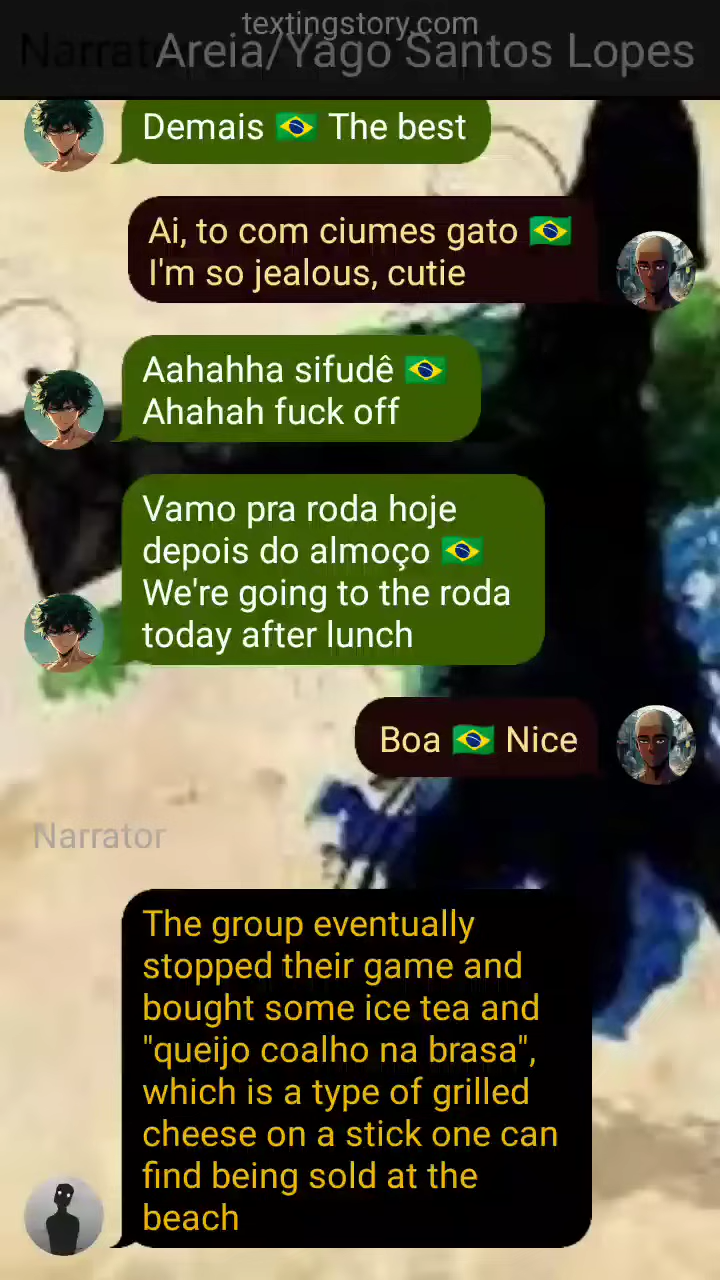 textingstory.com
Narrat Areia/Yago Santos Lopes
Demais 🇧🇷 The best
Ai, to com ciumes gato 🇧🇷
I'm so jealous, cutie
Aahahha sifudê 🇧🇷
Ahahah fuck off
Vamo pra roda hoje
depois do almoço 🇧🇷
We're going to the roda
today after lunch
Boa 🇧🇷 Nice
Narrator
The group eventually
stopped their game and
bought some ice tea and
"queijo coalho na brasa",
which is a type of grilled
cheese on a stick one can
find being sold at the
beach